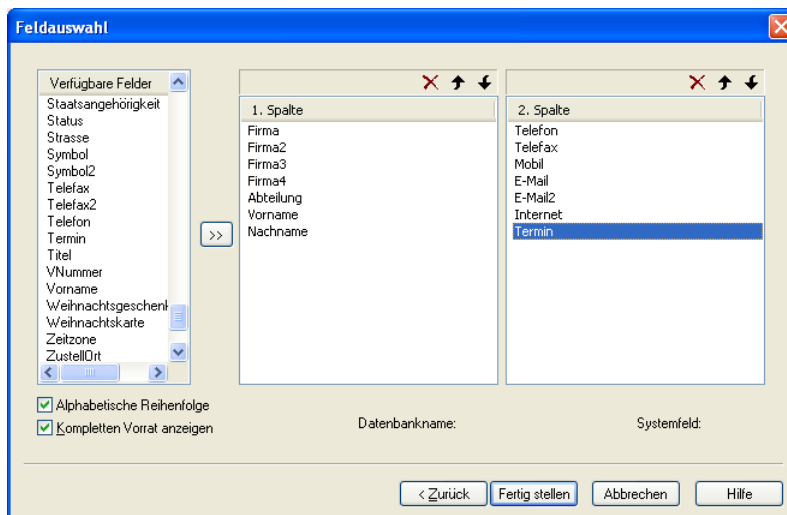 Feldauswahl
Verfügbare Felder
Staatsangehörigkeit
Status
Strasse
Symbol
Symbol2
Telefax
Telefax2
Telefon
Termin
Titel
VNummer
Vorname
Weihnachtsgeschenk
Weihnachtskarte
Zeitzone
ZustellOrt
>>
1. Spalte
Firma
Firma2
Firma3
Firma4
Abteilung
Vorname
Nachname
2. Spalte
Telefon
Telefax
Mobil
E-Mail
E-Mail2
Internet
Termin
Alphabetische Reihenfolge
Kompletten Vorrat anzeigen
Datenbankname:
Systemfeld:
< Zurück
Fertig stellen
Abbrechen
Hilfe